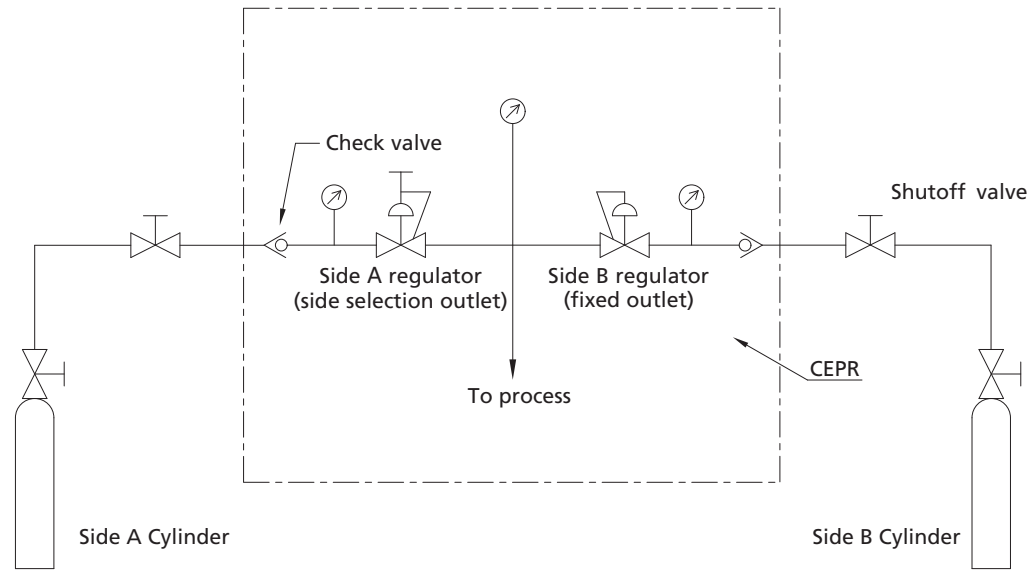 Check valve
Shutoff valve
Side A regulator
(side selection outlet)
Side B regulator
(fixed outlet)
CEPR
To process
Side A Cylinder
Side B Cylinder